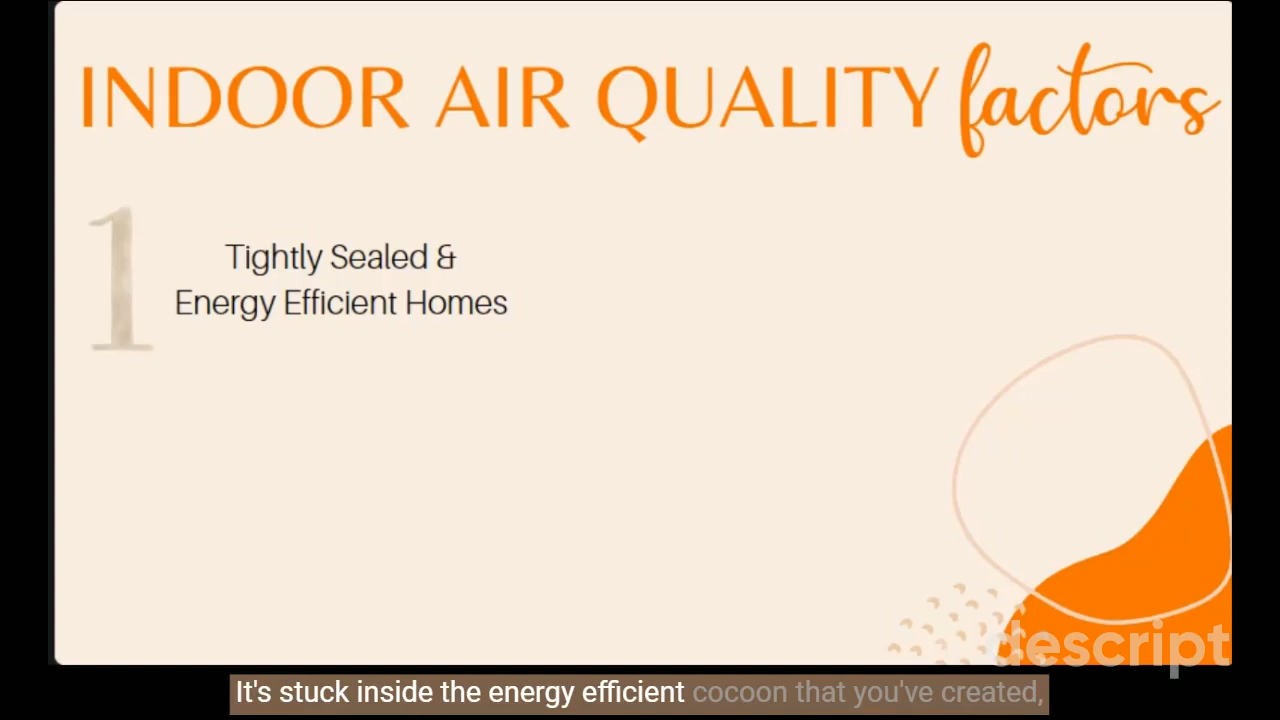 INDOOR AIR QUALITY factors
1
Tightly Sealed &
Energy Efficient Homes
descript
It's stuck inside the energy efficient cocoon that you've created,